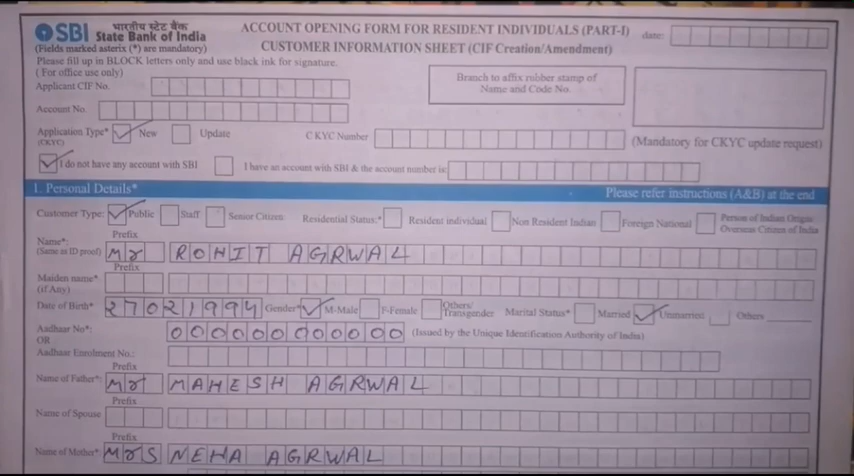 SBI भारतीय स्टेट बैंक State Bank of India
ACCOUNT OPENING FORM FOR RESIDENT INDIVIDUALS (PART-I)
CUSTOMER INFORMATION SHEET (CIF Creation/Amendment)
date:
(Fields marked asterix (*) are mandatory)
Please fill up in BLOCK letters only and use black ink for signature.
( For office use only)
Applicant CIF No.
Branch to affix rubber stamp of
Name and Code No.
Account No.
Application Type* New Update CKYC Number (Mandatory for CKYC update request)
(CKYC)
I do not have any account with SBI I have an account with SBI & the account number is:
1. Personal Details* Please refer instructions (A&B) at the end
Customer Type: Public Staff Senior Citizen Residential Status:* Resident individual Non Resident Indian Foreign National Person of Indian Origin/
Overseas Citizen of India
Prefix
Name*: Mr ROHIT AGRWAL
(Same as ID proof)
Prefix
Maiden name*
(if Any)
Date of Birth* 27021994 Gender* M-Male F-Female Others/ Transgender Marital Status* Married Unmarried Others
Aadhaar No*: 000000000000 (Issued by the Unique Identification Authority of India)
OR
Aadhaar Enrolment No.:
Prefix
Name of Father*: Mr MAHESH AGRWAL
Prefix
Name of Spouse
Prefix
Name of Mother*: MrS NEHA AGRWAL